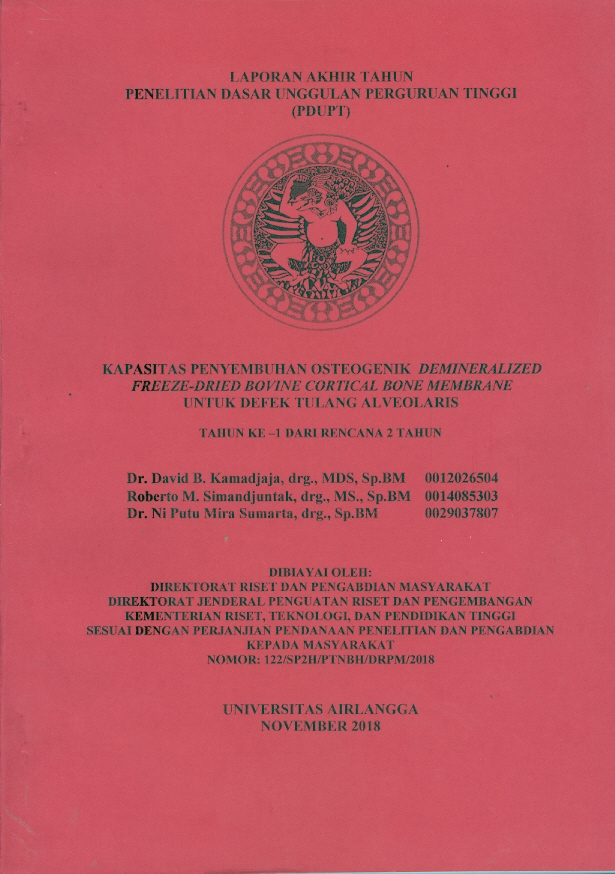 LAPORAN AKHIR TAHUN
PENELITIAN DASAR UNGGULAN PERGURUAN TINGGI
(PDUPT)
KAPASITAS PENYEMBUHAN OSTEOGENIK DEMINERALIZED
FREEZE-DRIED BOVINE CORTICAL BONE MEMBRANE
UNTUK DEFEK TULANG ALVEOLARIS
TAHUN KE –1 DARI RENCANA 2 TAHUN
Dr. David B. Kamadjaja, drg., MDS, Sp.BM 0012026504
Roberto M. Simandjuntak, drg., MS., Sp.BM 0014085303
Dr. Ni Putu Mira Sumarta, drg., Sp.BM 0029037807
DIBIAYAI OLEH:
DIREKTORAT RISET DAN PENGABDIAN MASYARAKAT
DIREKTORAT JENDERAL PENGUATAN RISET DAN PENGEMBANGAN
KEMENTERIAN RISET, TEKNOLOGI, DAN PENDIDIKAN TINGGI
SESUAI DENGAN PERJANJIAN PENDANAAN PENELITIAN DAN PENGABDIAN
KEPADA MASYARAKAT
NOMOR: 122/SP2H/PTNBH/DRPM/2018
UNIVERSITAS AIRLANGGA
NOVEMBER 2018